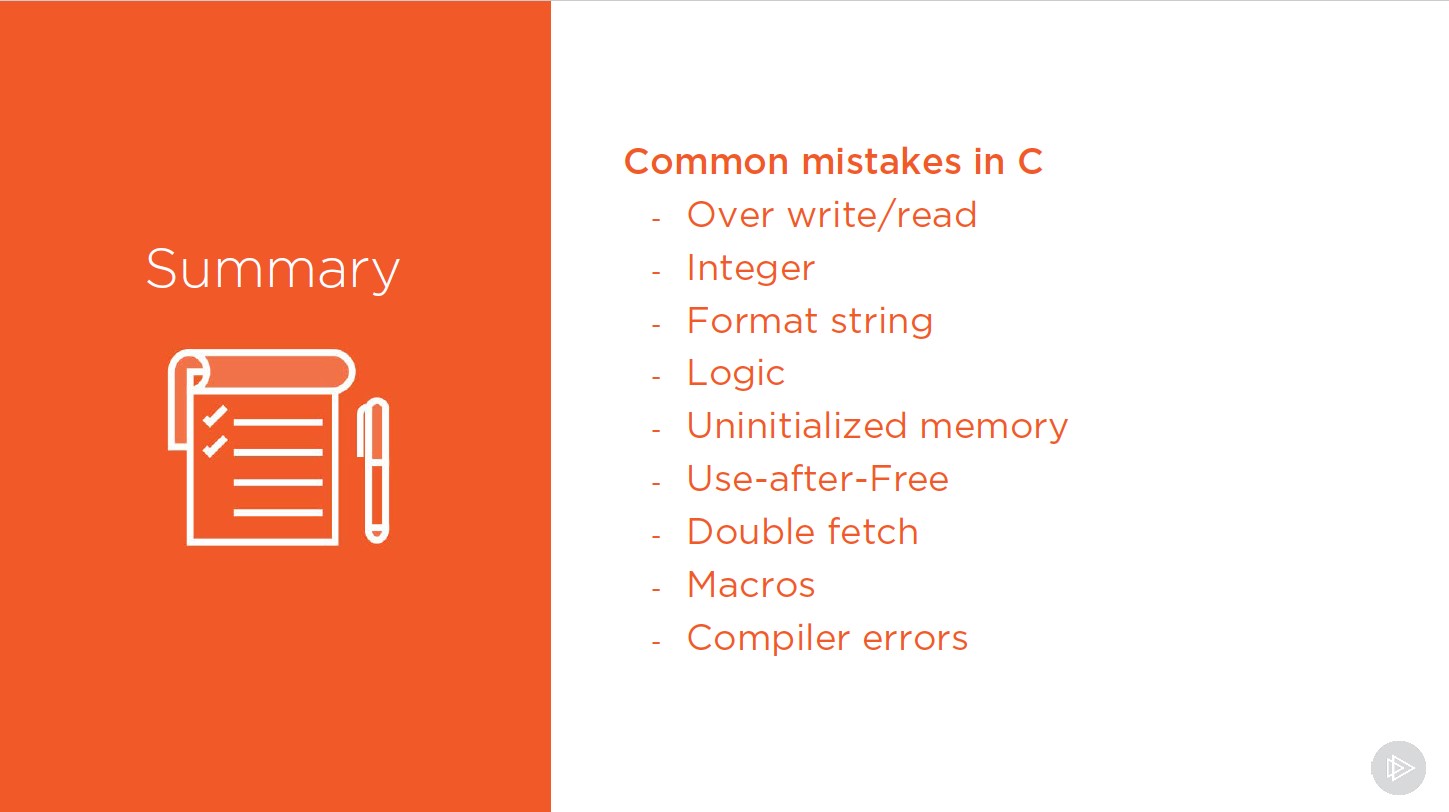 Summary
Common mistakes in C
- Over write/read
- Integer
- Format string
- Logic
- Uninitialized memory
- Use-after-Free
- Double fetch
- Macros
- Compiler errors